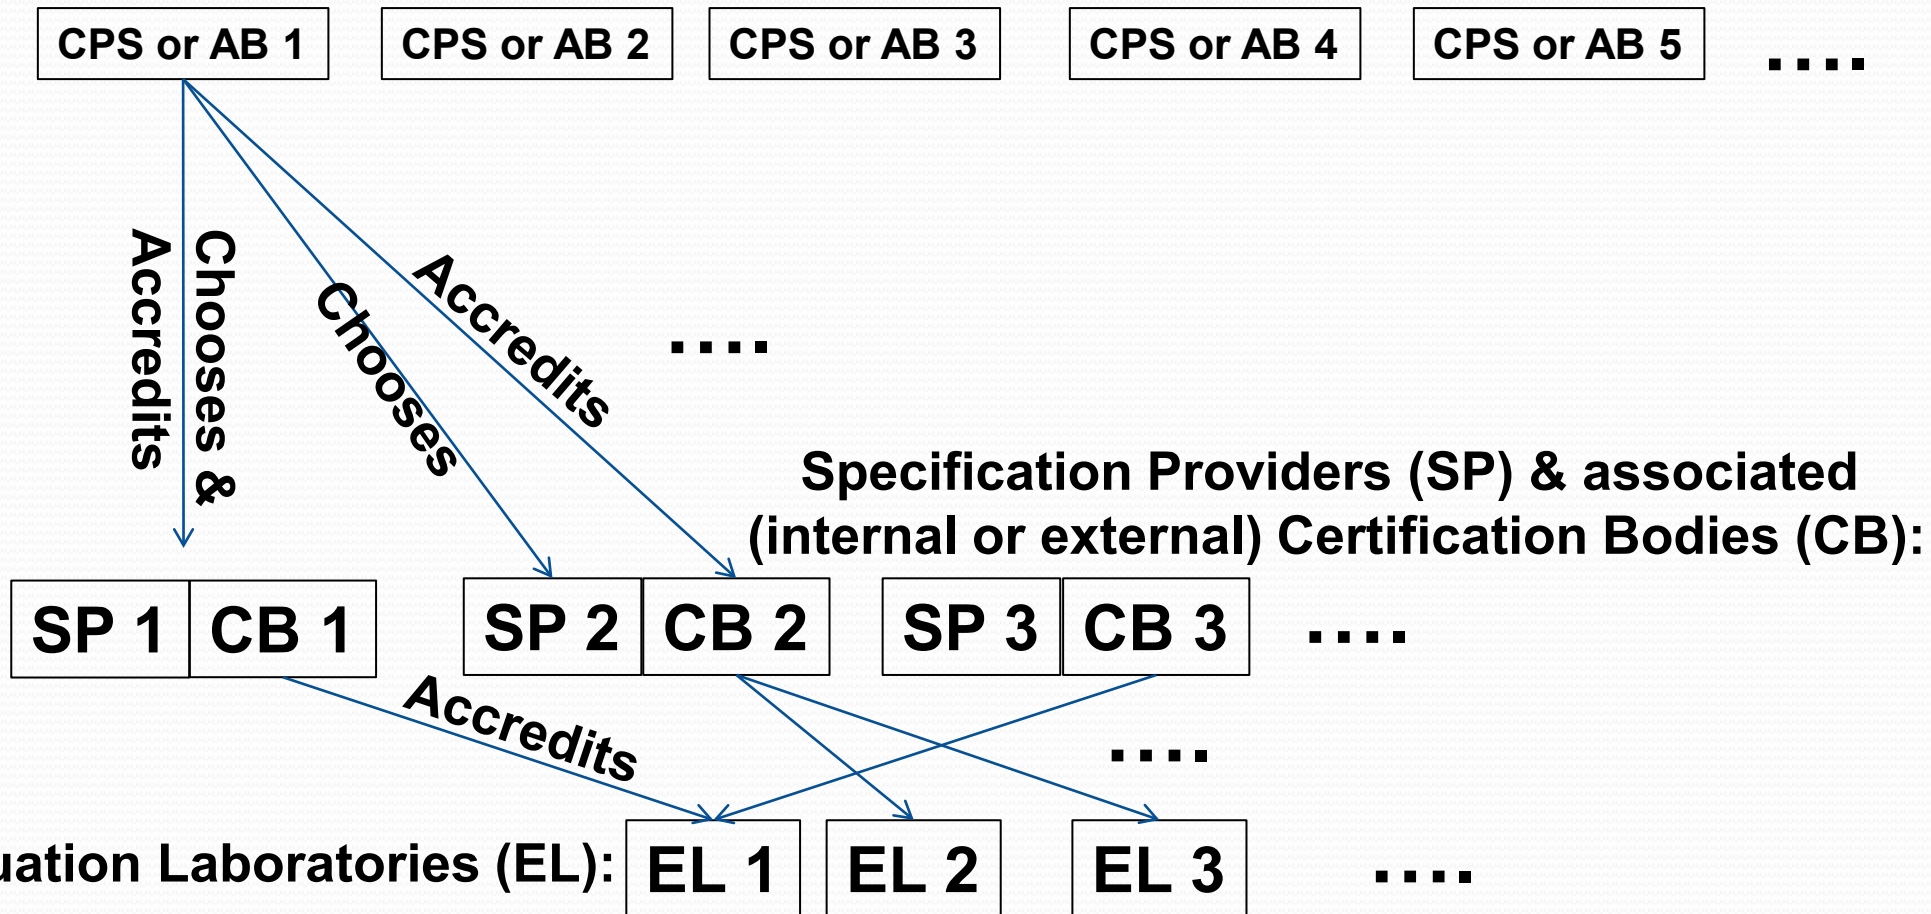 CPS or AB 1
CPS or AB 2
CPS or AB 3
CPS or AB 4
CPS or AB 5
....
Chooses &
Accredits
Chooses
Accredits
....
Specification Providers (SP) & associated
(internal or external) Certification Bodies (CB):
SP 1
CB 1
SP 2
CB 2
SP 3
CB 3
....
Accredits
....
Laboratories (EL):
EL 1
EL 2
EL 3
....